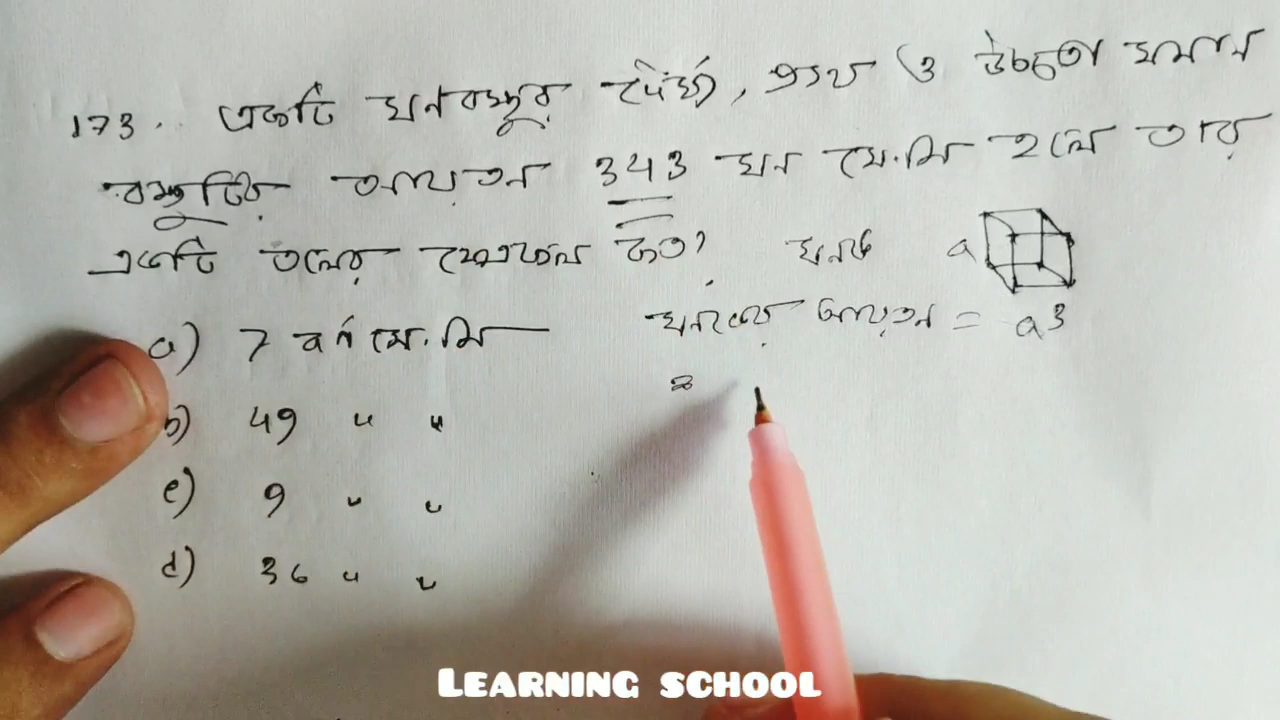 173. একটি ঘনবস্তুর দৈর্ঘ্য, প্রস্থ ও উচ্চতা সমান
বস্তুটির আয়তন 343 ঘন সে.মি হলে তার
একটি তলের ক্ষেত্রফল কত?
ঘনক a
a) 7 বর্গ সে.মি
ঘনকের আয়তন = a³
=
b) 49 " "
c) 9 " "
d) 36 " "
LEARNING SCHOOL